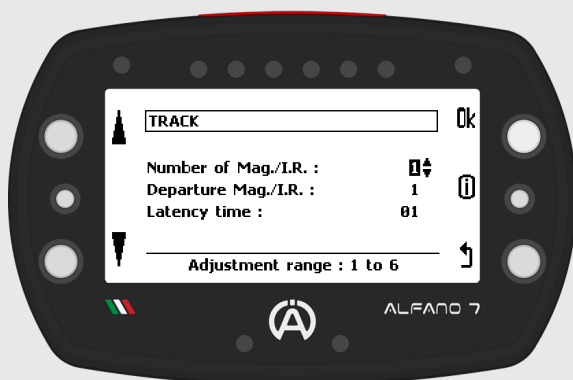 TRACK
Ok
Number of Mag./I.R. : 1
Departure Mag./I.R. : 1
Latency time : 01
Adjustment range : 1 to 6
ALFANO 7